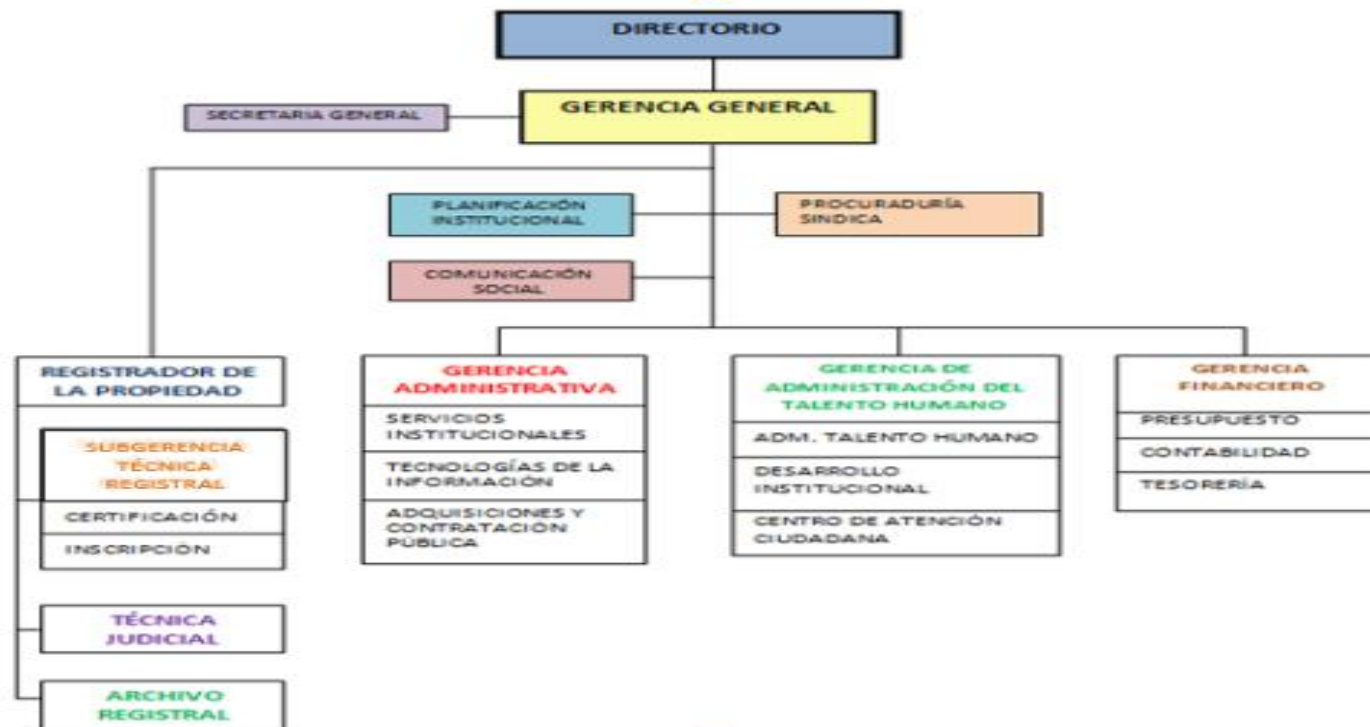 DIRECTORIO
GERENCIA GENERAL
SECRETARIA GENERAL
PLANIFICACIÓN
INSTITUCIONAL
PROCURADURÍA
SINDICA
COMUNICACIÓN
SOCIAL
REGISTRADOR DE
LA PROPIEDAD
SUBGERENCIA
TÉCNICA
REGISTRAL
CERTIFICACIÓN
INSCRIPCIÓN
TÉCNICA
JUDICIAL
ARCHIVO
REGISTRAL
GERENCIA
ADMINISTRATIVA
SERVICIOS
INSTITUCIONALES
TECNOLOGÍAS DE LA
INFORMACIÓN
ADQUISICIONES Y
CONTRATACIÓN
PÚBLICA
GERENCIA DE
ADMINISTRACIÓN DEL
TALENTO HUMANO
ADM. TALENTO HUMANO
DESARROLLO
INSTITUCIONAL
CENTRO DE ATENCIÓN
CIUDADANA
GERENCIA
FINANCIERO
PRESUPUESTO
CONTABILIDAD
TESORERÍA